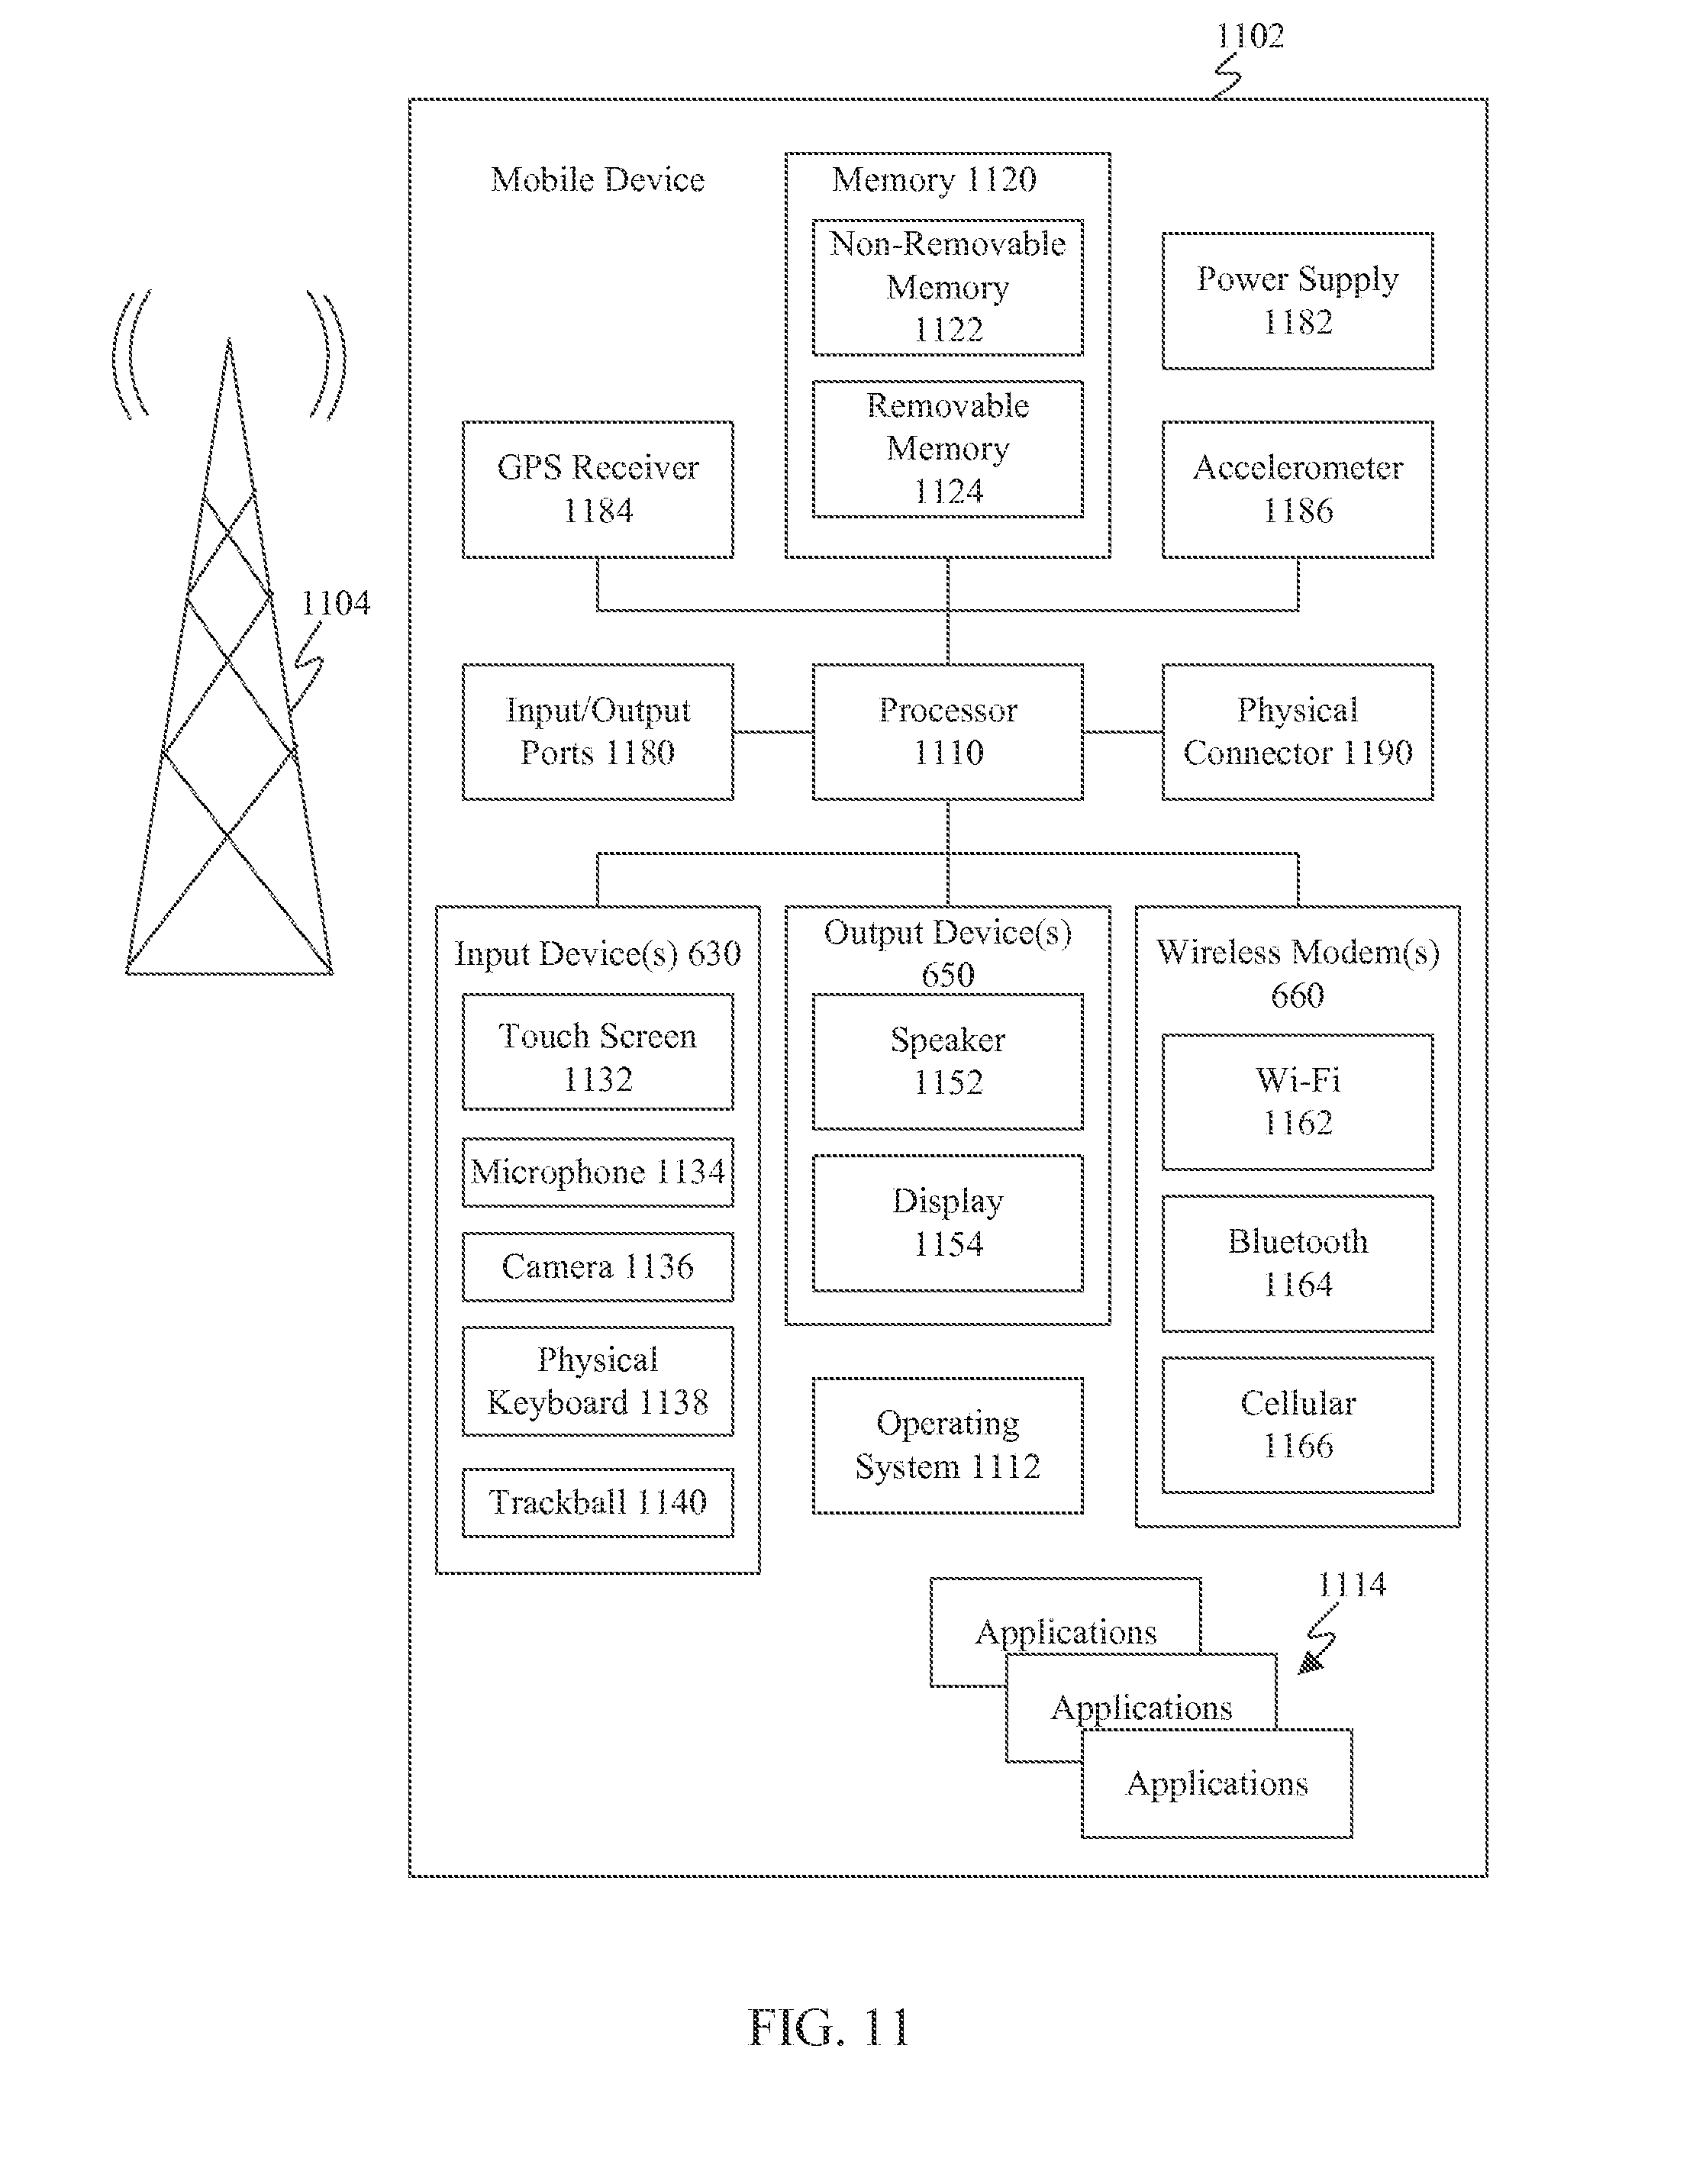 1102
Mobile Device
Memory 1120
Non-Removable
Memory
1122
Removable
Memory
1124
Power Supply
1182
GPS Receiver
1184
Accelerometer
1186
1104
Input/Output
Ports 1180
Processor
1110
Physical
Connector 1190
Input Device(s) 630
Touch Screen
1132
Microphone 1134
Camera 1136
Physical
Keyboard 1138
Trackball 1140
Output Device(s)
650
Speaker
1152
Display
1154
Operating
System 1112
Wireless Modem(s)
660
Wi-Fi
1162
Bluetooth
1164
Cellular
1166
1114
Applications
Applications
Applications
FIG. 11